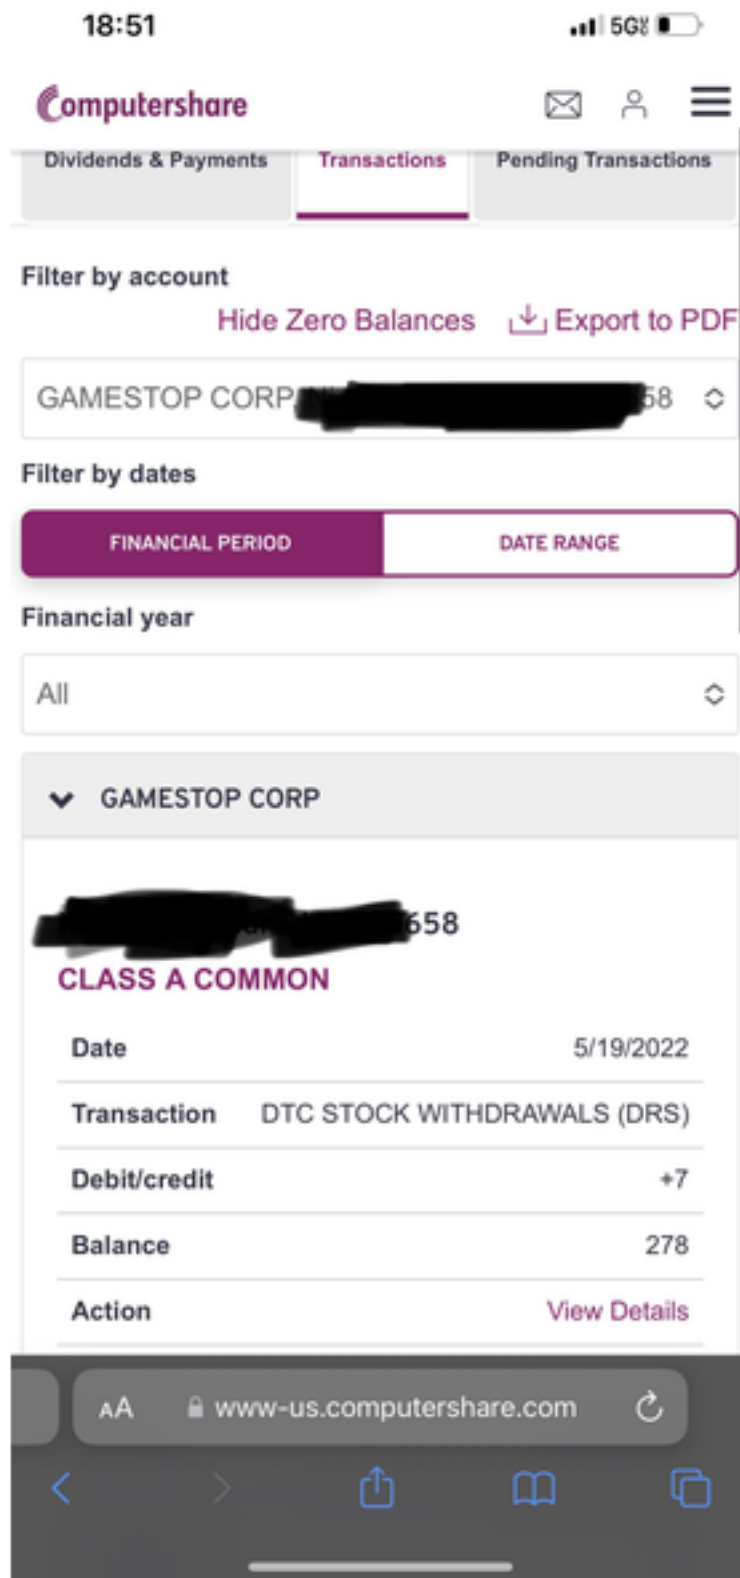 18:51
5G
Computershare
Dividends & Payments Transactions Pending Transactions
Filter by account
Hide Zero Balances Export to PDF
GAMESTOP CORP 58
Filter by dates
FINANCIAL PERIOD DATE RANGE
Financial year
All
GAMESTOP CORP
658
CLASS A COMMON
Date 5/19/2022
Transaction DTC STOCK WITHDRAWALS (DRS)
Debit/credit +7
Balance 278
Action View Details
AA www-us.computershare.com